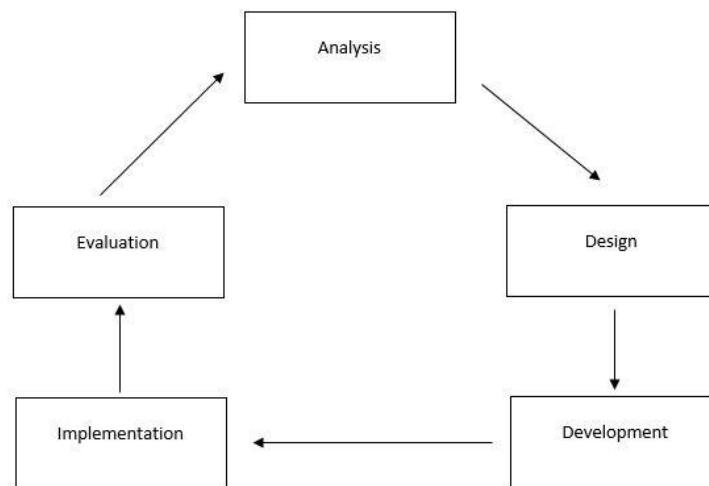 Analysis
Evaluation
Design
Implementation
Development